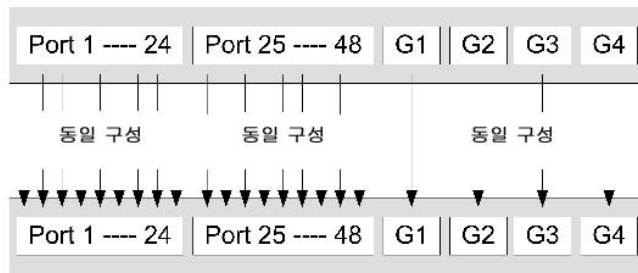 Port 1 ---- 24 Port 25 ---- 48 G1 G2 G3 G4
동일 구성 동일 구성 동일 구성
Port 1 ---- 24 Port 25 ---- 48 G1 G2 G3 G4